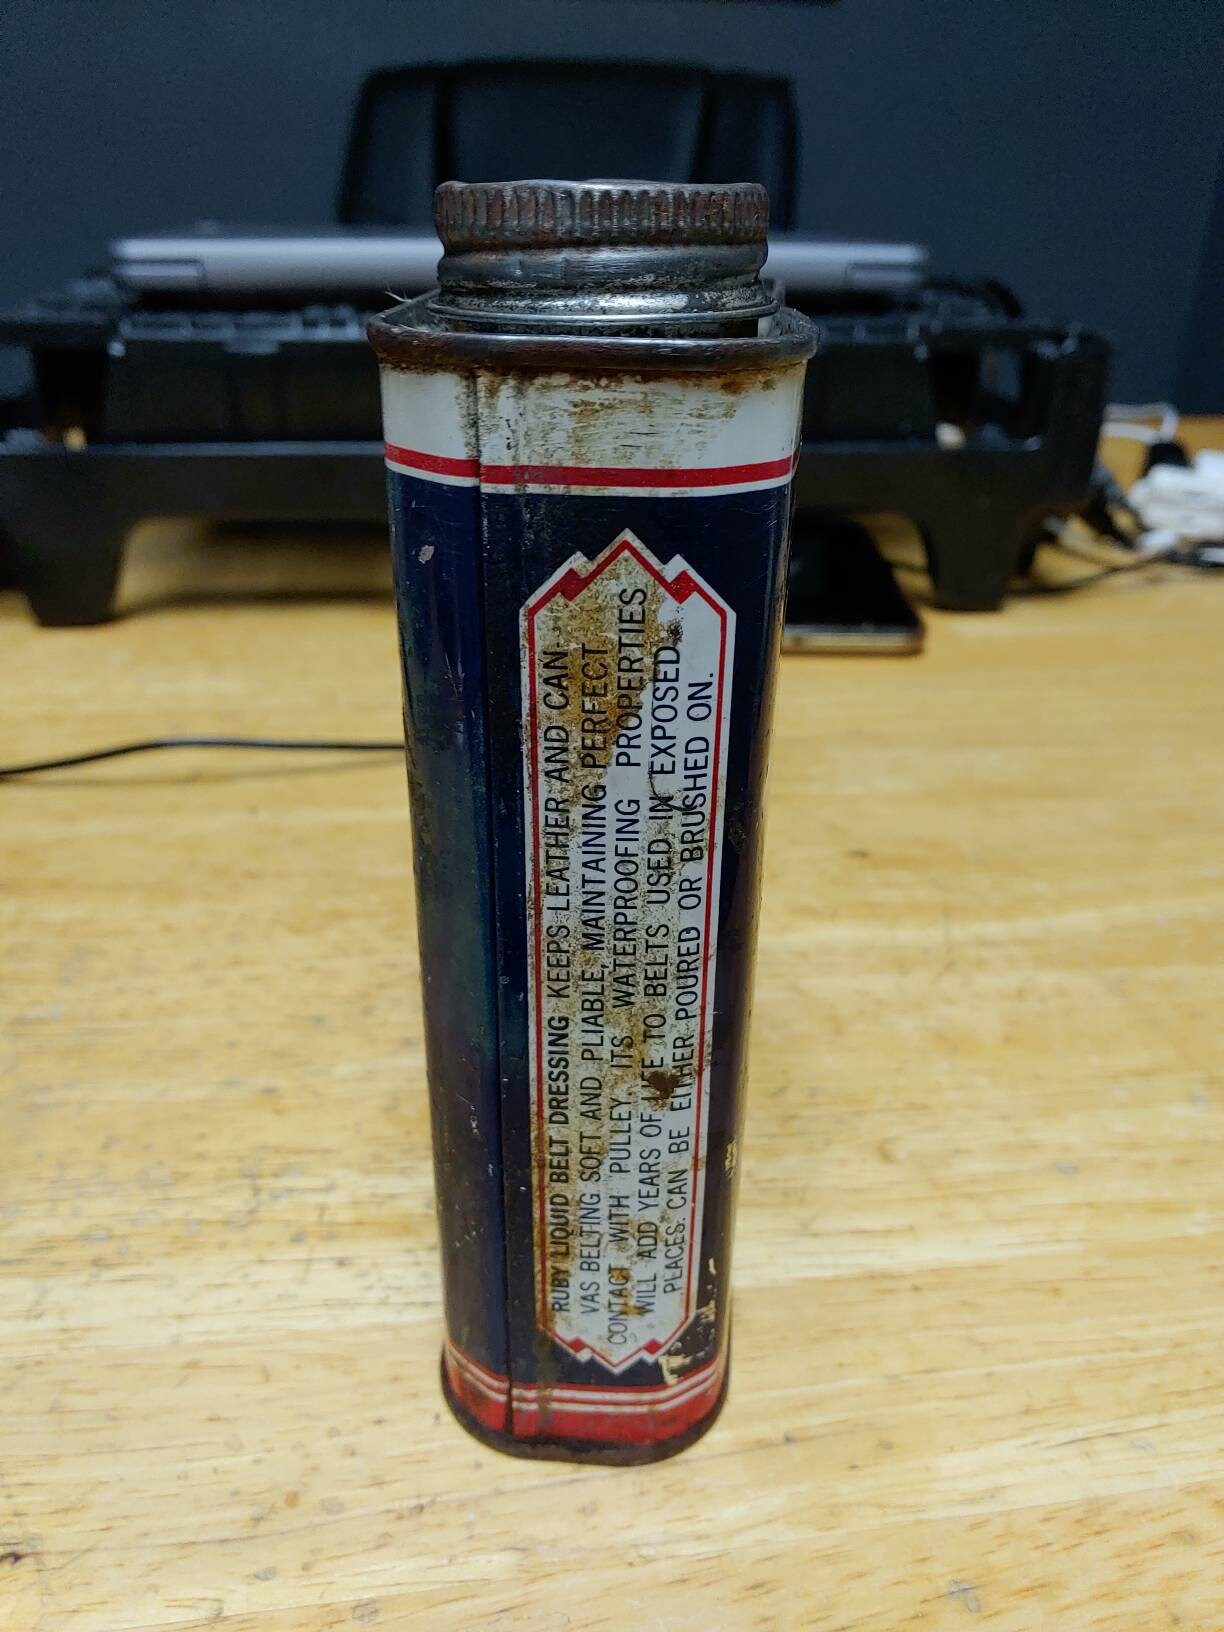 RUBY LIQUID BELT DRESSING KEEPS LEATHER AND CAN-
VAS BELTING SOFT AND PLIABLE, MAINTAINING PERFECT
CONTACT WITH PULLEY. ITS WATERPROOFING PROPERTIES
WILL ADD YEARS OF LIFE TO BELTS USED IN EXPOSED
PLACES. CAN BE EITHER POURED OR BRUSHED ON.